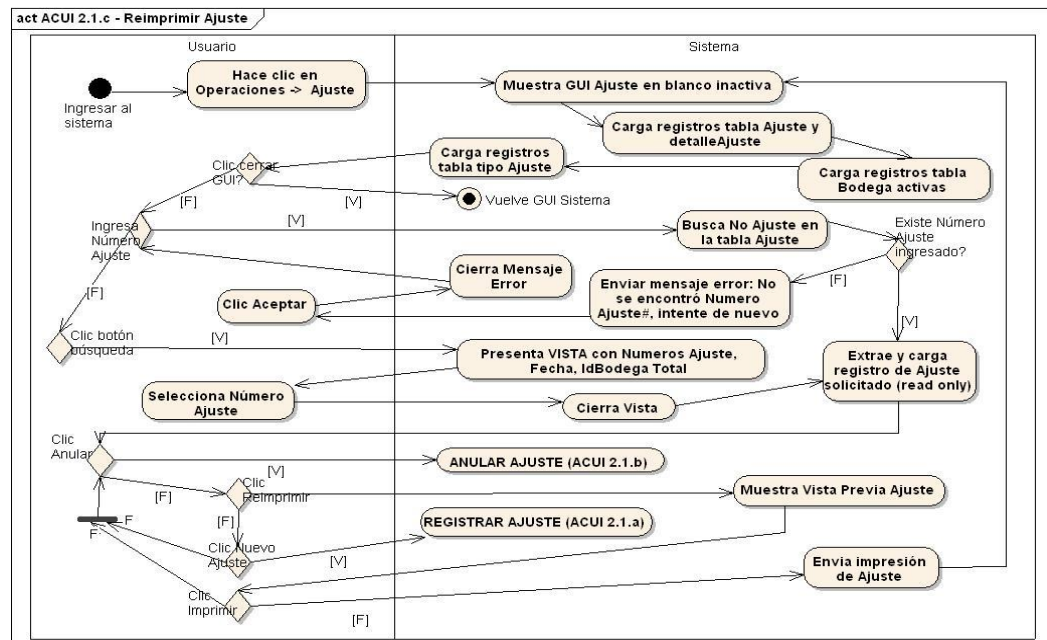 act ACUI 2.1.c - Reimprimir Ajuste
Usuario
Sistema
Ingresar al
sistema
Hace clic en
Operaciones -> Ajuste
Muestra GUI Ajuste en blanco inactiva
Carga registros tabla Ajuste y
detalleAjuste
Carga registros tabla
Bodega activas
Carga registros
tabla tipo Ajuste
Clic cerrar
GUI?
[F]
[V]
Vuelve GUI Sistema
Ingresa
Número
Ajuste
[V]
[F]
Busca No Ajuste en
la tabla Ajuste
Existe Número
Ajuste
ingresado?
[F]
[V]
Enviar mensaje error: No
se encontró Numero
Ajuste#, intente de nuevo
Cierra Mensaje
Error
Clic Aceptar
Clic botón
búsqueda
[V]
Presenta VISTA con Numeros Ajuste,
Fecha, IdBodega Total
Selecciona Número
Ajuste
Cierra Vista
Extrae y carga
registro de Ajuste
solicitado (read only)
Clic
Anular
[V]
[F]
ANULAR AJUSTE (ACUI 2.1.b)
Clic
Reimprimir
[F]
Muestra Vista Previa Ajuste
F
F
Clic Nuevo
Ajuste
[V]
REGISTRAR AJUSTE (ACUI 2.1.a)
Clic
Imprimir
[F]
Envia impresión
de Ajuste